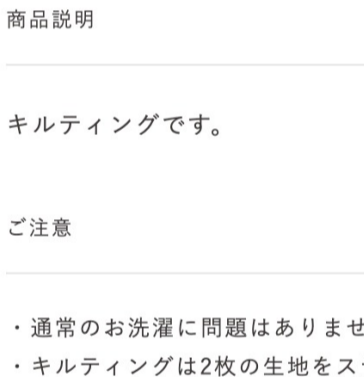 商品説明
キルティングです。
ご注意
・通常のお洗濯に問題はありませ
・キルティングは2枚の生地をス